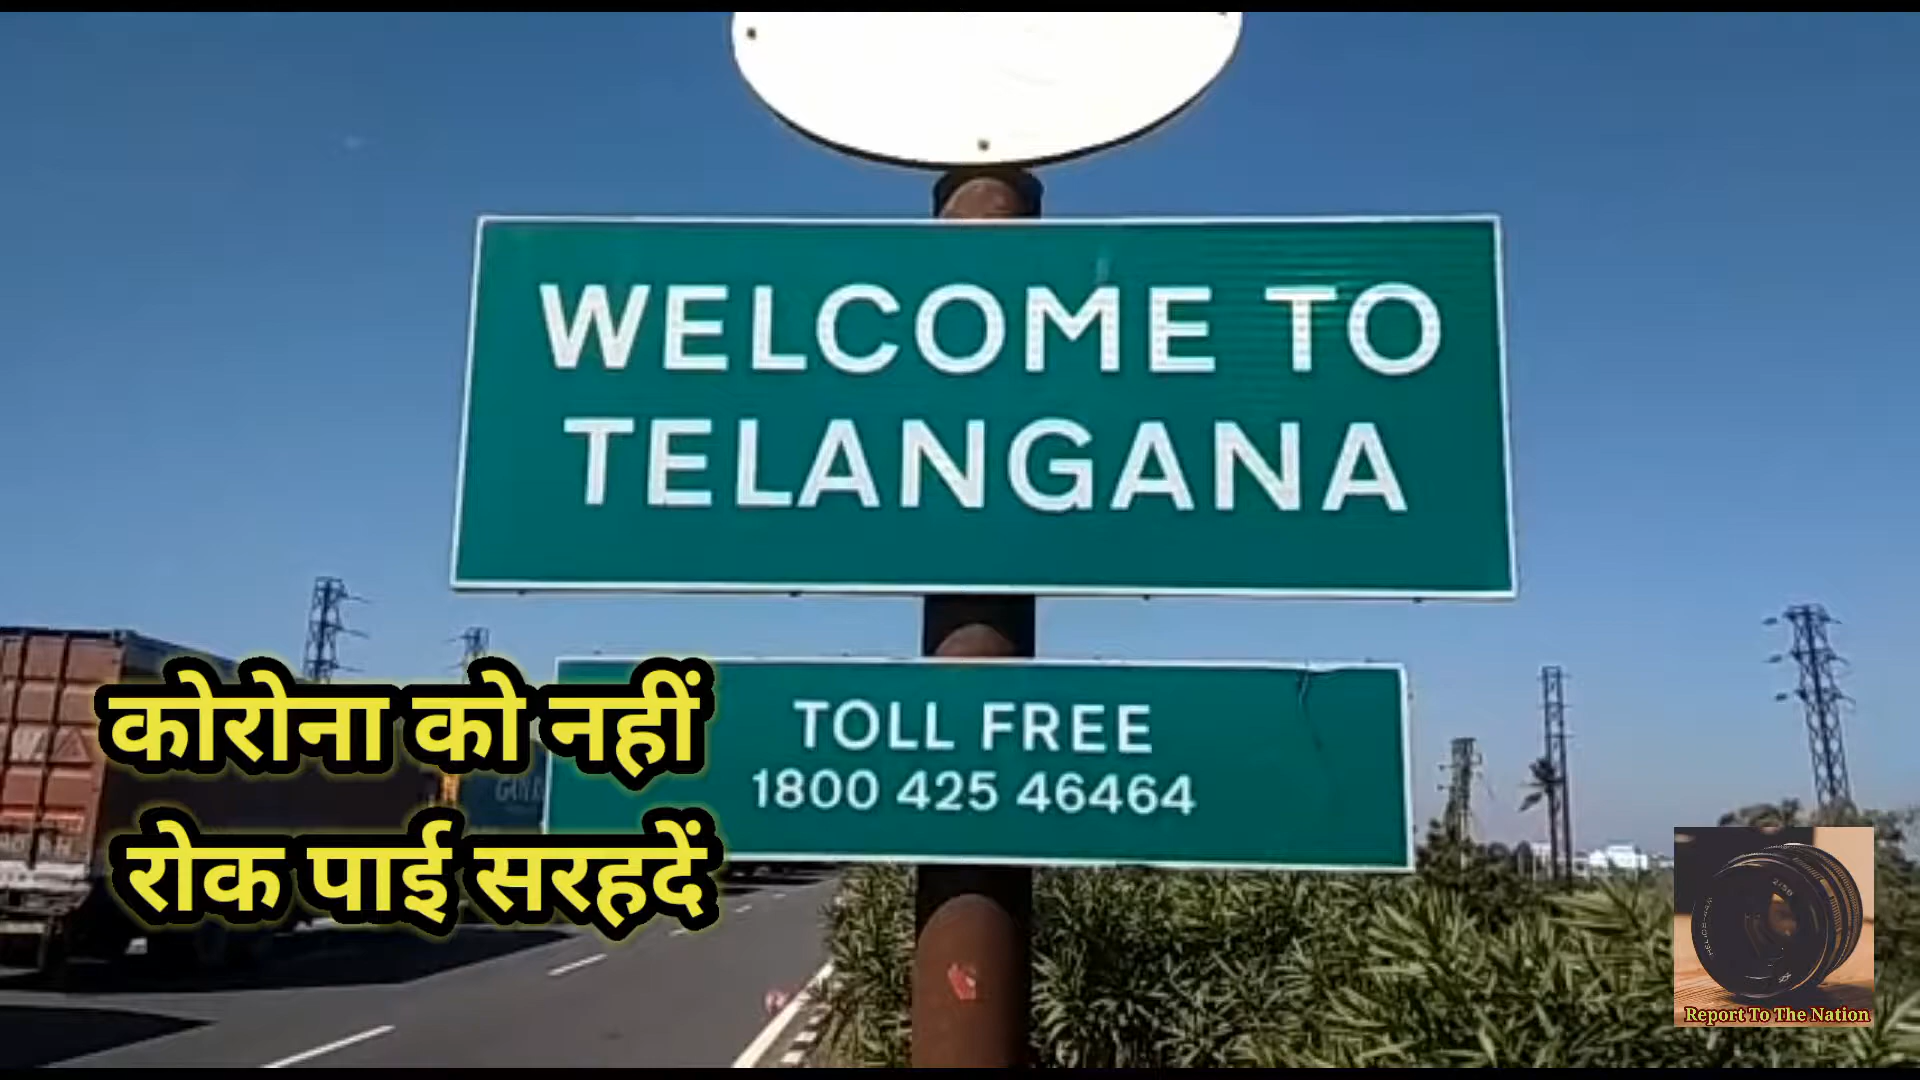 WELCOME TO
TELANGANA
TOLL FREE
1800 425 46464
कोरोना को नहीं
रोक पाई सरहदें
Report To The Nation